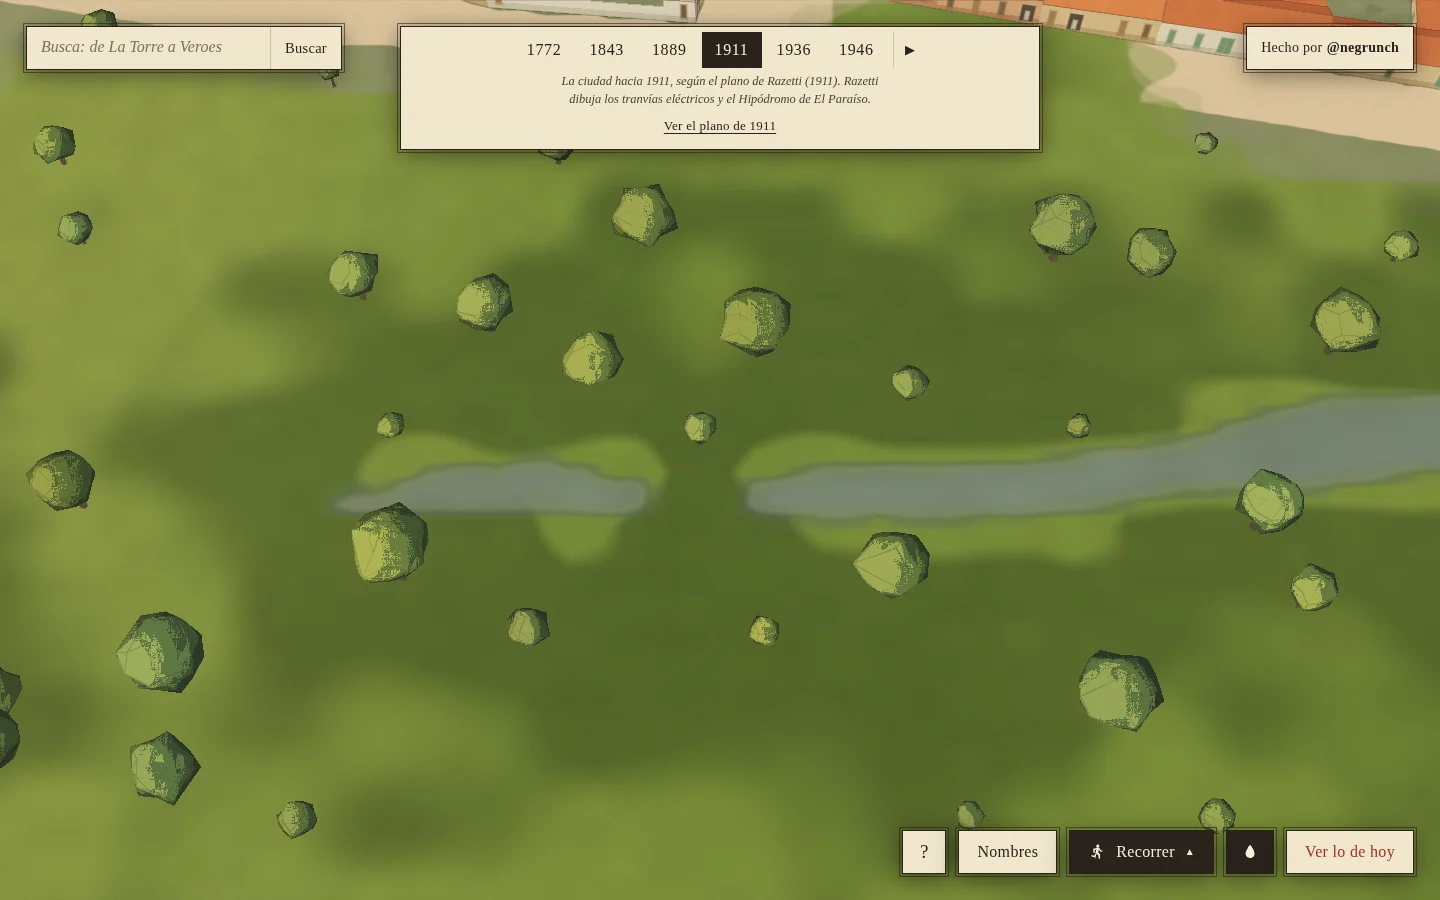 Busca: de La Torre a Veroes
Buscar
1772 1843 1889 1911 1936 1946 ▶
La ciudad hacia 1911, según el plano de Razetti (1911). Razetti
dibuja los tranvías eléctricos y el Hipódromo de El Paraíso.
Ver el plano de 1911
Hecho por @negrunch
?
Nombres
Recorrer ▲
Ver lo de hoy